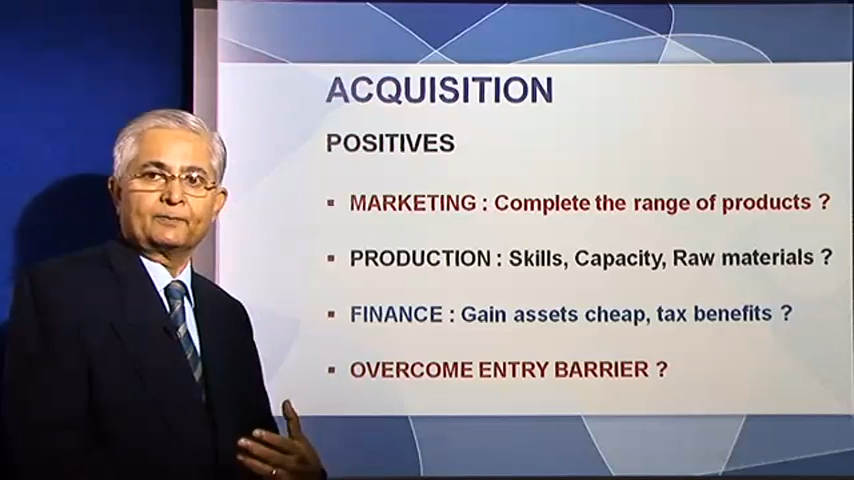 ACQUISITION
POSITIVES
▪ MARKETING : Complete the range of products ?
▪ PRODUCTION : Skills, Capacity, Raw materials ?
▪ FINANCE : Gain assets cheap, tax benefits ?
▪ OVERCOME ENTRY BARRIER ?